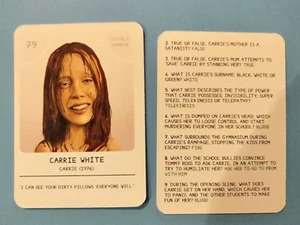 39
CARRIE WHITE
CARRIE (1976)
'I CAN SEE YOUR DIRTY PILLOWS. EVERYONE WILL.'
2. TRUE OR FALSE, CARRIE'S MOTHER IS A
SATANIST? FALSE
3. TRUE OR FALSE, CARRIE'S MUM ATTEMPTS TO
'SAVE' CARRIE BY STABBING HER? TRUE
4. WHAT IS CARRIE'S SURNAME: BLACK, WHITE OR
GREEN? WHITE
5. WHAT BEST DESCRIBES THE TYPE OF POWER
THAT CARRIE POSSESSES: INVISIBILITY, SUPER
SPEED, TELEKINESIS OR TELEPATHY?
TELEKINESIS
6. WHAT IS DUMPED ON CARRIE'S HEAD, WHICH
CAUSES HER TO LOOSE CONTROL AND START
MURDERING EVERYONE IN HER SCHOOL? BLOOD
7. WHAT SURROUNDS THE GYMNASIUM DURING
CARRIE'S RAMPAGE, STOPPING THE KIDS FROM
ESCAPING? FIRE
8. WHAT DO THE SCHOOL BULLIES CONVINCE
TOMMY ROSS TO ASK CARRIE, IN AN ATTEMPT TO
TRY TO HUMILIATE HER? ASK HER TO GO TO PROM
WITH HIM
9. DURING THE OPENING SCENE, WHAT DOES
CARRIE GET ON HER HAND, WHICH CAUSES HER
TO PANIC AND THE OTHER STUDENTS TO MAKE
FUN OF HER? BLOOD